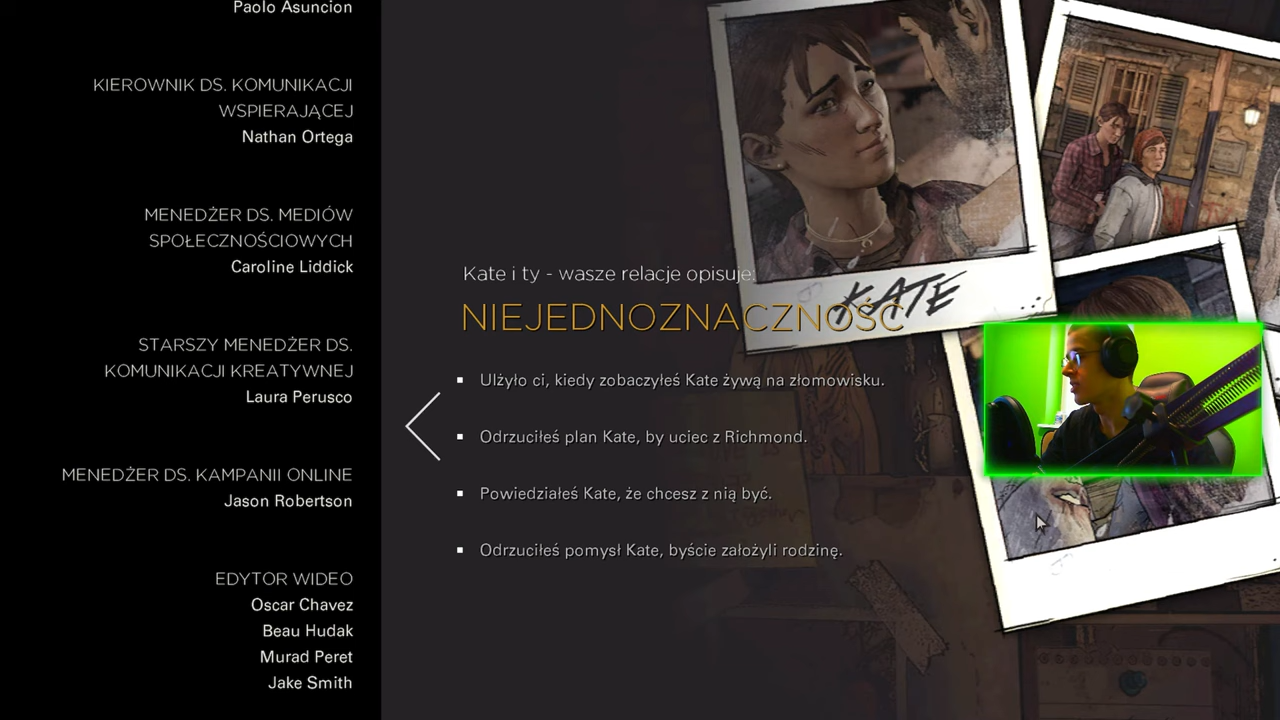 Paolo Asuncion
KIEROWNIK DS. KOMUNIKACJI
WSPIERAJĄCEJ
Nathan Ortega
MENEDŻER DS. MEDIÓW
SPOŁECZNOŚCIOWYCH
Caroline Liddick
STARSZY MENEDŻER DS.
KOMUNIKACJI KREATYWNEJ
Laura Perusco
MENEDŻER DS. KAMPANII ONLINE
Jason Robertson
EDYTOR WIDEO
Oscar Chavez
Beau Hudak
Murad Peret
Jake Smith
KATE
Kate i ty - wasze relacje opisuje:
NIEJEDNOZNACZNOŚĆ
Ulżyło ci, kiedy zobaczyłeś Kate żywą na złomowisku.
Odrzuciłeś plan Kate, by uciec z Richmond.
Powiedziałeś Kate, że chcesz z nią być.
Odrzuciłeś pomysł Kate, byście założyli rodzinę.